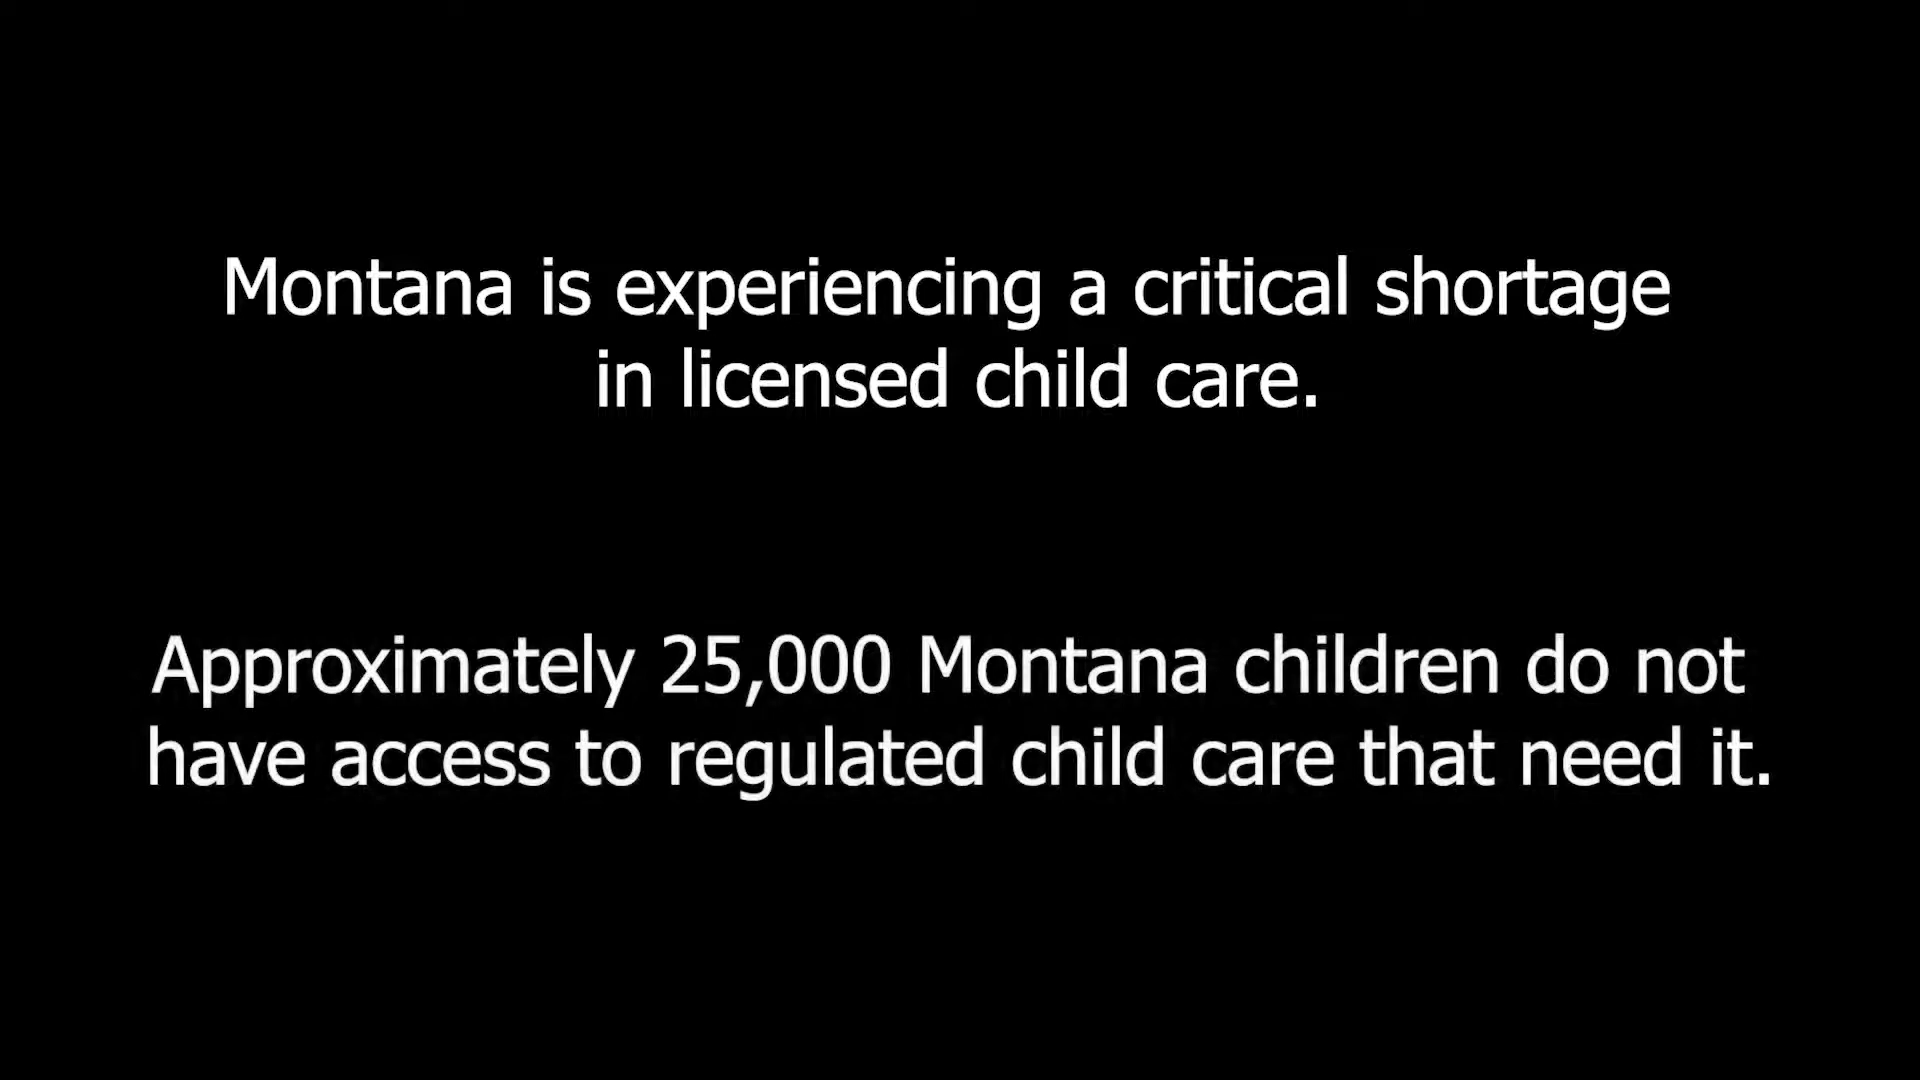 Montana is experiencing a critical shortage
in licensed child care.
Approximately 25,000 Montana children do not
have access to regulated child care that need it.